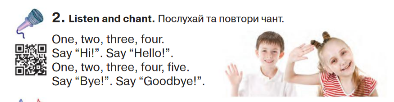 2. Listen and chant. Послухай та повтори чант.
One, two, three, four.
Say “Hi!”. Say “Hello!”.
One, two, three, four, five.
Say “Bye!”. Say “Goodbye!”.